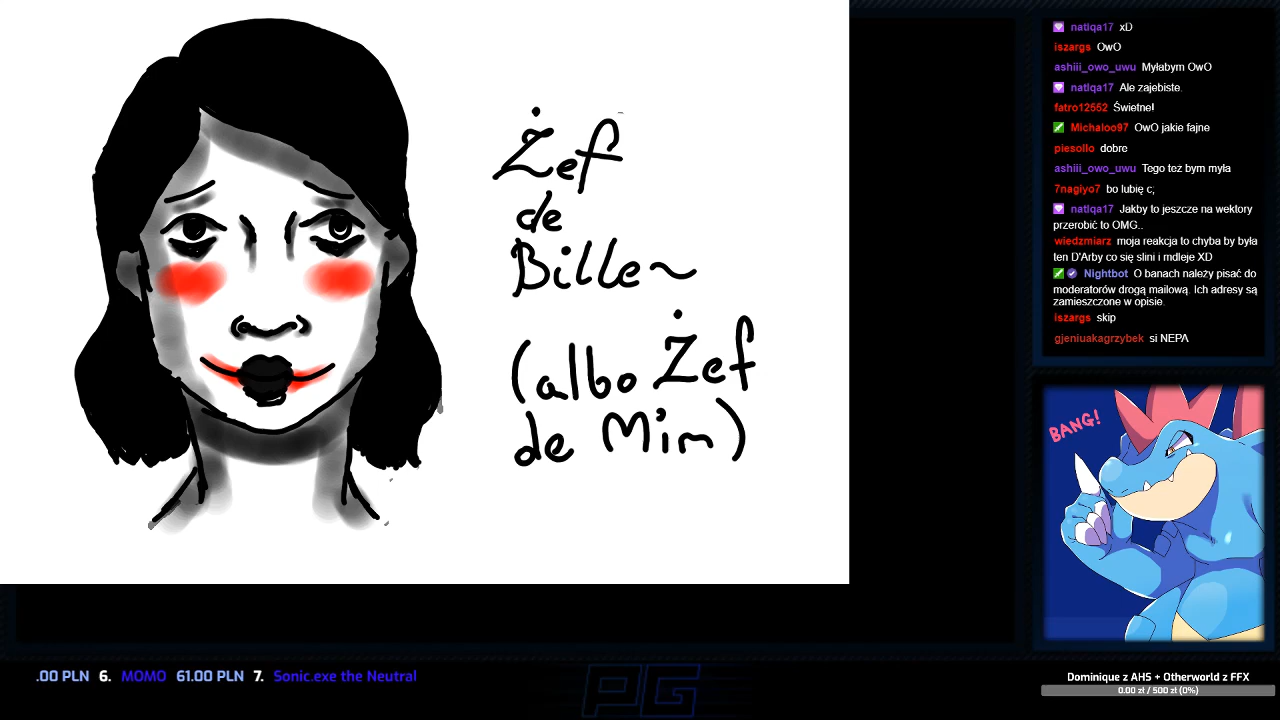 Żef
de
Bille~
(albo Żef
de Mim)
natlqa17 xD
iszargs OwO
ashiii_owo_uwu Myłabym OwO
natlqa17 Ale zajebiste.
fatro12552 Świetne!
Michaloo97 OwO jakie fajne
piesollo dobre
ashiii_owo_uwu Tego też bym myła
7nagiyo7 bo lubię c;
natlqa17 Jakby to jeszcze na wektory
przerobić to OMG..
wiedzmiarz moja reakcja to chyba by była
ten D'Arby co się slini i mdleje XD
Nightbot O banach należy pisać do
moderatorów drogą mailową. Ich adresy są
zamieszczone w opisie.
iszargs skip
gjeniuakagrzybek si NEPA
BANG!
.00 PLN 6. MOMO 61.00 PLN 7. Sonic.exe the Neutral
PG
Dominique z AHS + Otherworld z FFX
0.00 zł / 500 zł (0%)